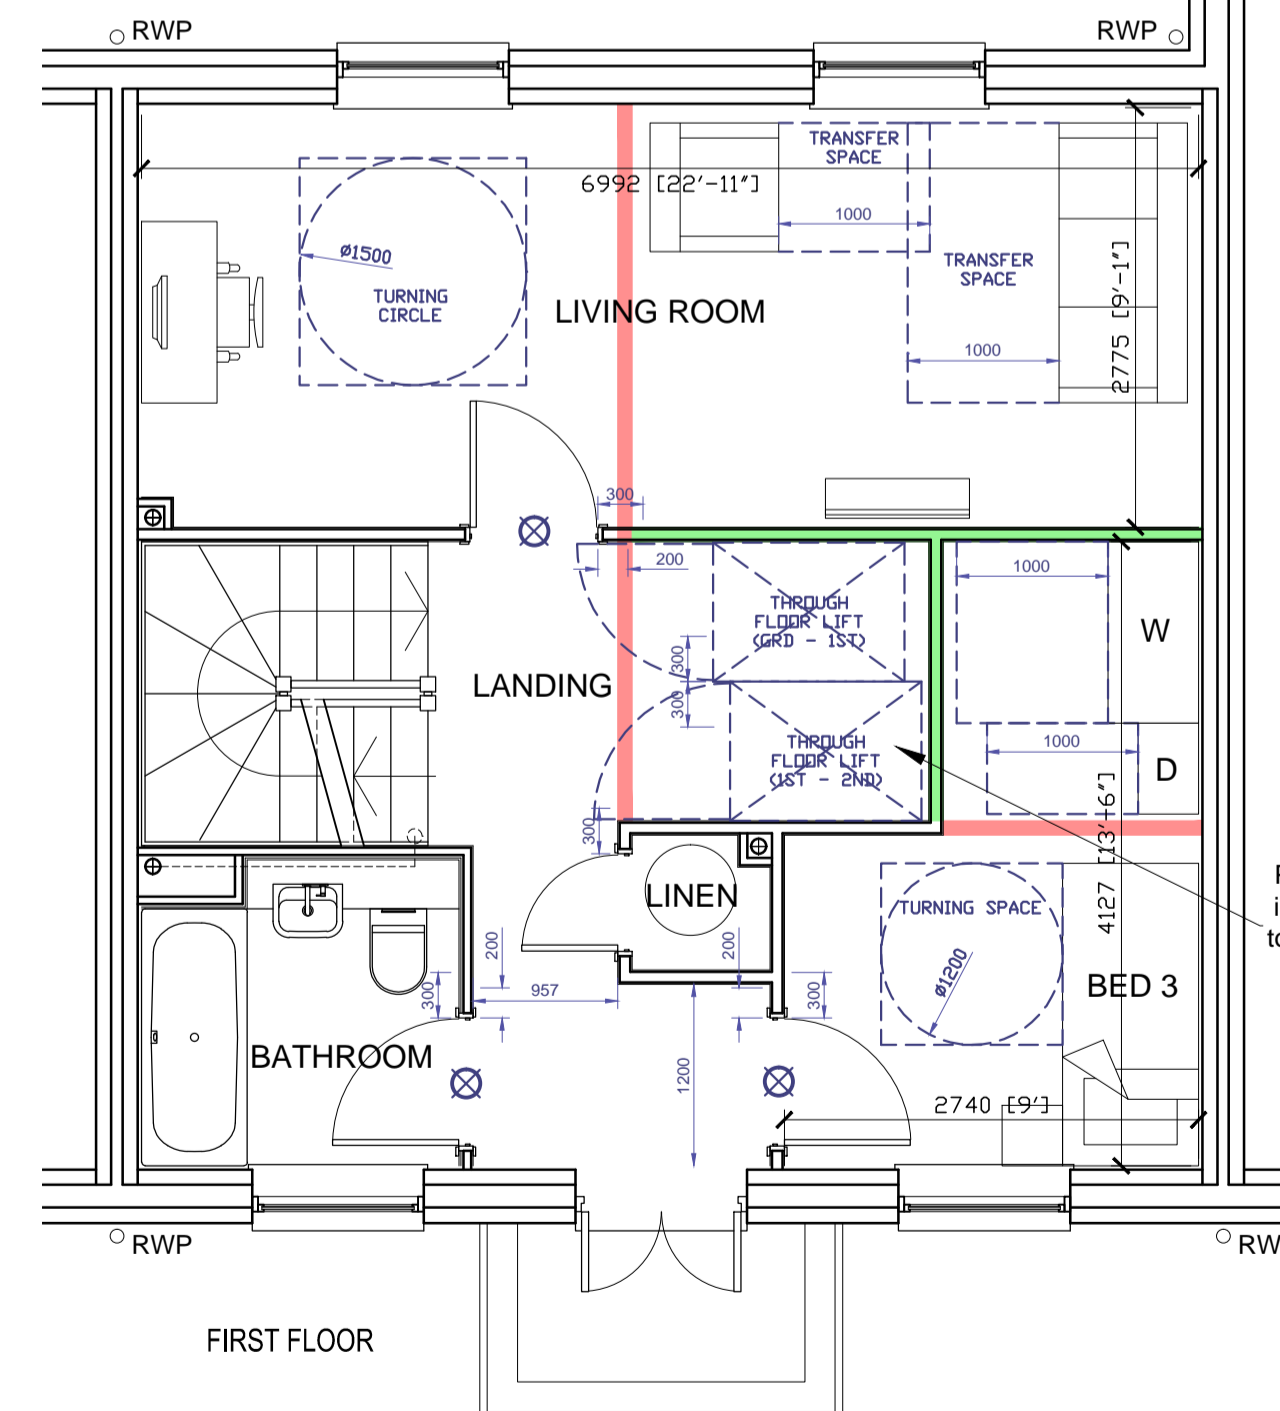 RWP
RWP
TRANSFER
SPACE
6992 [22'-11"]
1000
Ø1500
TURNING
CIRCLE
TRANSFER
SPACE
LIVING ROOM
1000
2775 [9'-1"]
300
200
1000
THROUGH
FLOOR LIFT
(GRD - 1ST)
W
300
LANDING
300
THROUGH
FLOOR LIFT
(1ST - 2ND)
1000
D
300
4127 [13'-6"]
LINEN
TURNING SPACE
200
200
Ø1200
957
300
300
BED 3
BATHROOM
1200
2740 [9']
RWP
RW
FIRST FLOOR